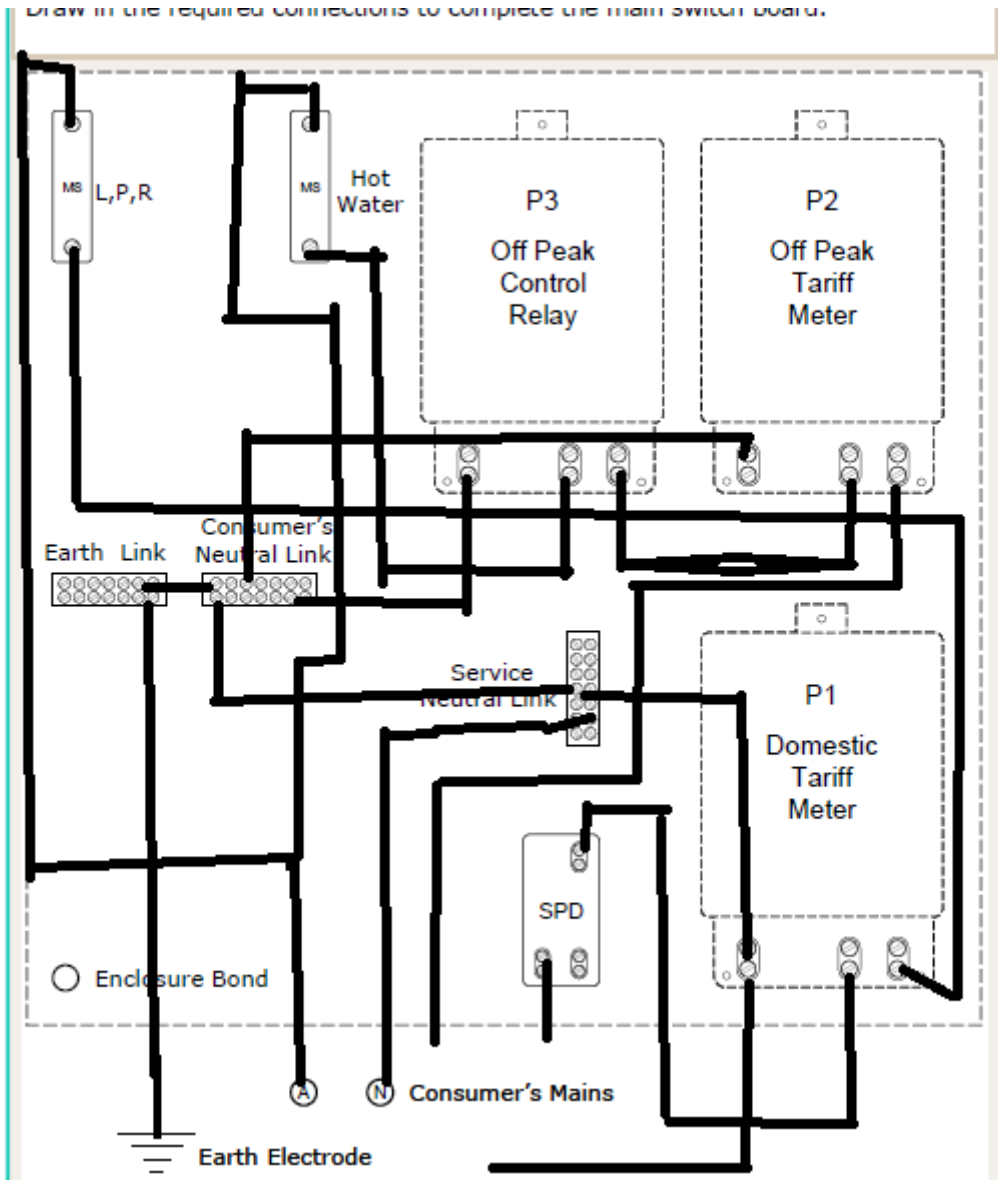 Draw in the required connections to complete the main switch board.
MS
L,P,R
MS
Hot
Water
P3
Off Peak
Control
Relay
P2
Off Peak
Tariff
Meter
Earth Link
Consumer's
Neutral Link
Service
Neutral Link
P1
Domestic
Tariff
Meter
SPD
Enclosure Bond
A
N
Consumer's Mains
Earth Electrode